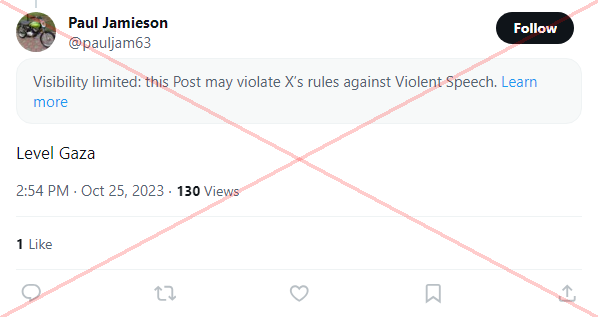 Paul Jamieson
@pauljam63
Follow
Visibility limited: this Post may violate X's rules against Violent Speech. Learn
more
Level Gaza
2:54 PM · Oct 25, 2023 · 130 Views
1 Like